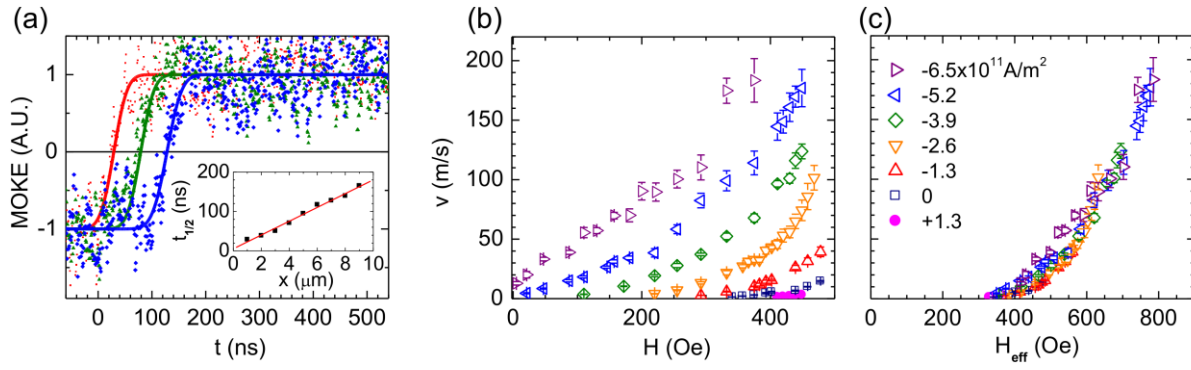 (a)
MOKE (A.U.)
1
0
-1
0 100 200 300 400 500
t (ns)
t1/2 (ns)
200
100
0
0 2 4 6 8 10
x (μm)
(b)
v (m/s)
200
150
100
50
0
0 200 400
H (Oe)
(c)
-6.5x10¹¹A/m²
-5.2
-3.9
-2.6
-1.3
0
+1.3
0 200 400 600 800
Heff (Oe)